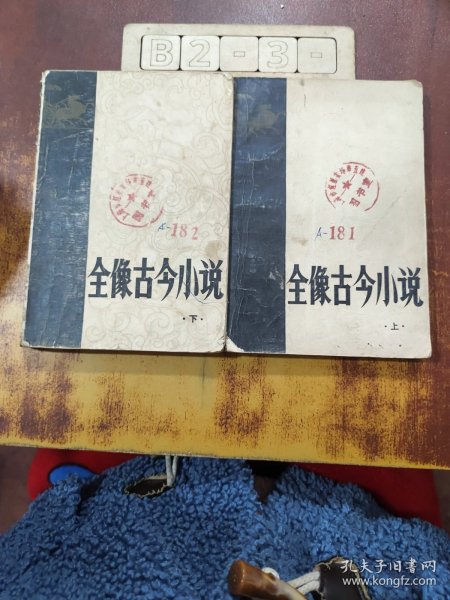 B2-3-
A-182
全像古今小说
·下·
A-181
全像古今小说
·上·
孔夫子旧书网
www.kongfz.com